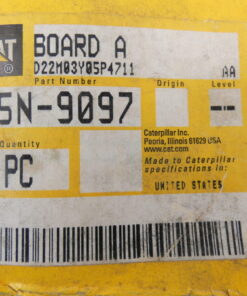 CAT ® BOARD A
D22M03Y05P4711 AA
Part Number Origin Level
5N-9097
Quantity
PC
Caterpillar Inc.
Peoria, Illinois 61629 USA
www.cat.com
Made to Caterpillar
specifications in:
UNITED STATES